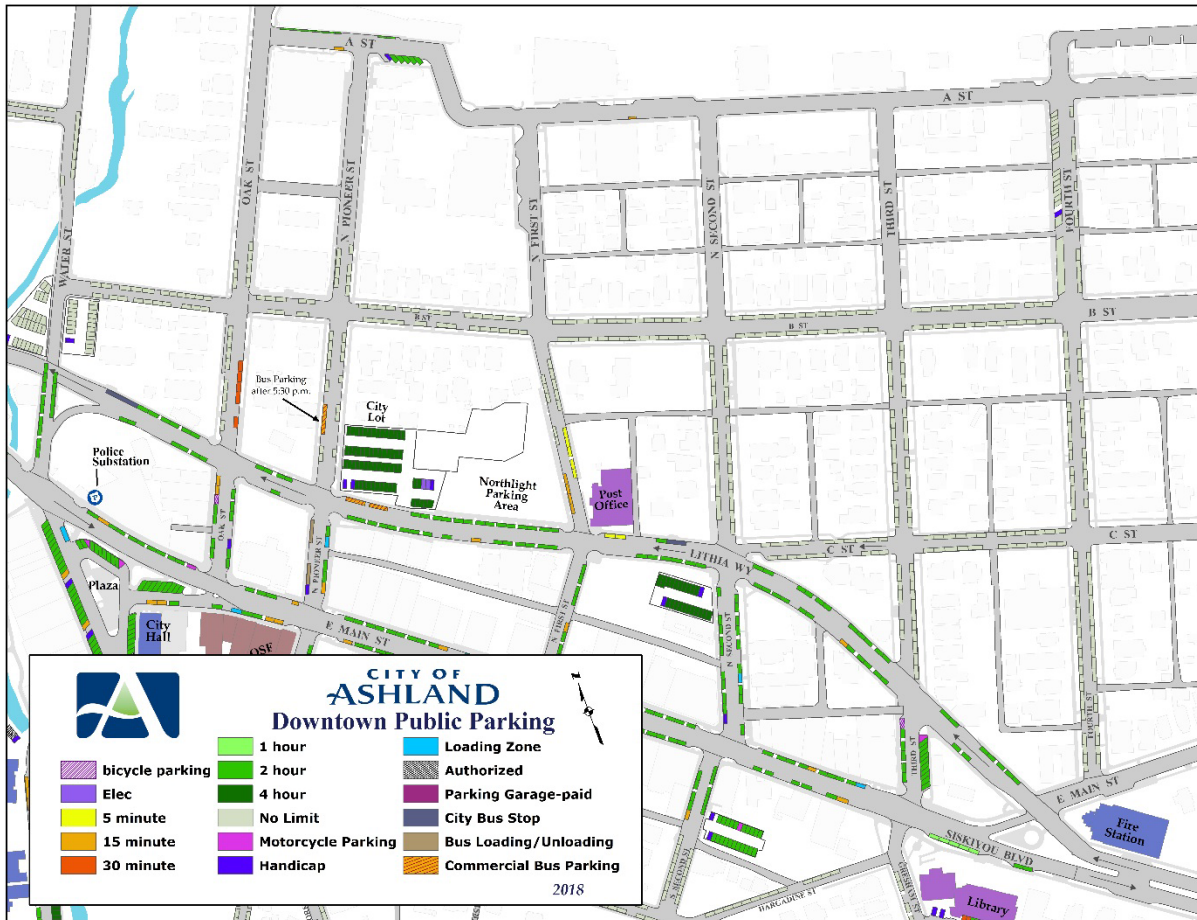 A ST
A ST
OAK ST
N PIONEER ST
N FIRST ST
N SECOND ST
THIRD ST
FOURTH ST
WATER ST
B ST
B ST
B ST
Bus Parking
after 5:30 p.m.
City
Lot
Police
Substation
Northlight
Parking
Area
Post
Office
OAK ST
N PIONEER ST
LITHIA WY
C ST
C ST
Plaza
City
Hall
OSF
E MAIN ST
N FIRST ST
N SECOND ST
THIRD ST
FOURTH ST
E MAIN ST
Fire
Station
SISKIYOU BLVD
GRESHAM ST
Library
HARGADINE ST
S SECOND ST
CITY OF
ASHLAND
Downtown Public Parking
bicycle parking
Elec
5 minute
15 minute
30 minute
1 hour
2 hour
4 hour
No Limit
Motorcycle Parking
Handicap
Loading Zone
Authorized
Parking Garage-paid
City Bus Stop
Bus Loading/Unloading
Commercial Bus Parking
2018